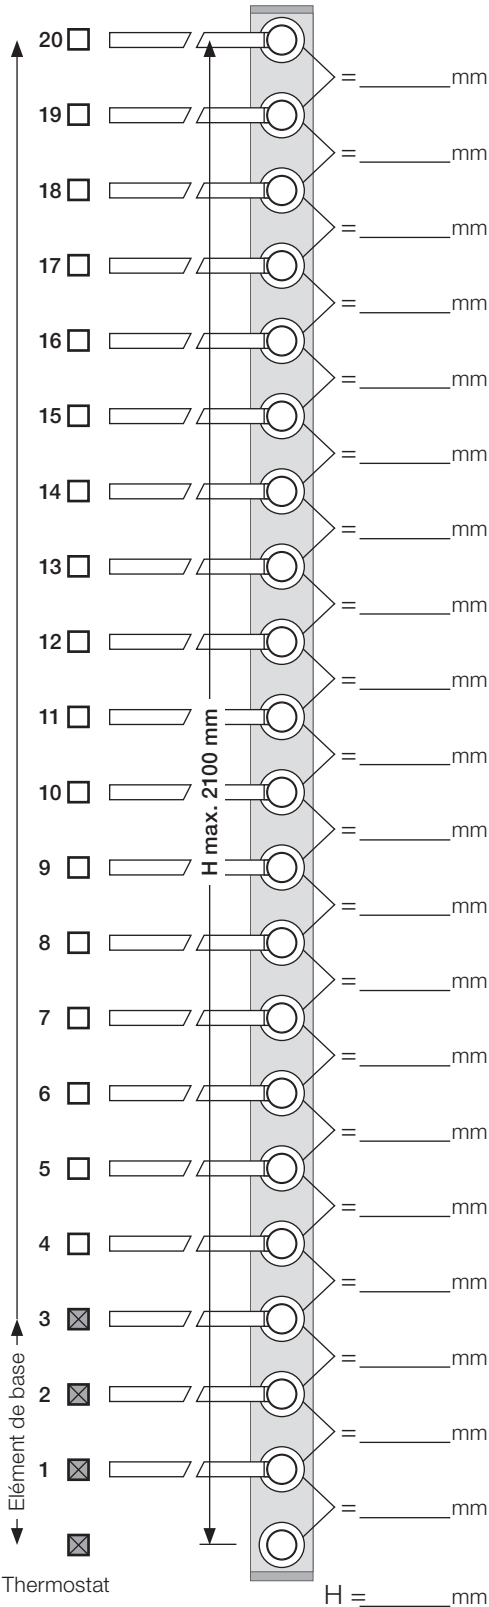 20
= mm
19
= mm
18
= mm
17
= mm
16
= mm
15
= mm
14
= mm
13
= mm
12
= mm
11
= mm
10
= mm
9
= mm
8
= mm
7
= mm
6
= mm
5
= mm
4
= mm
3
= mm
2
= mm
1
= mm
H max. 2100 mm
Elément de base
Thermostat
H = mm